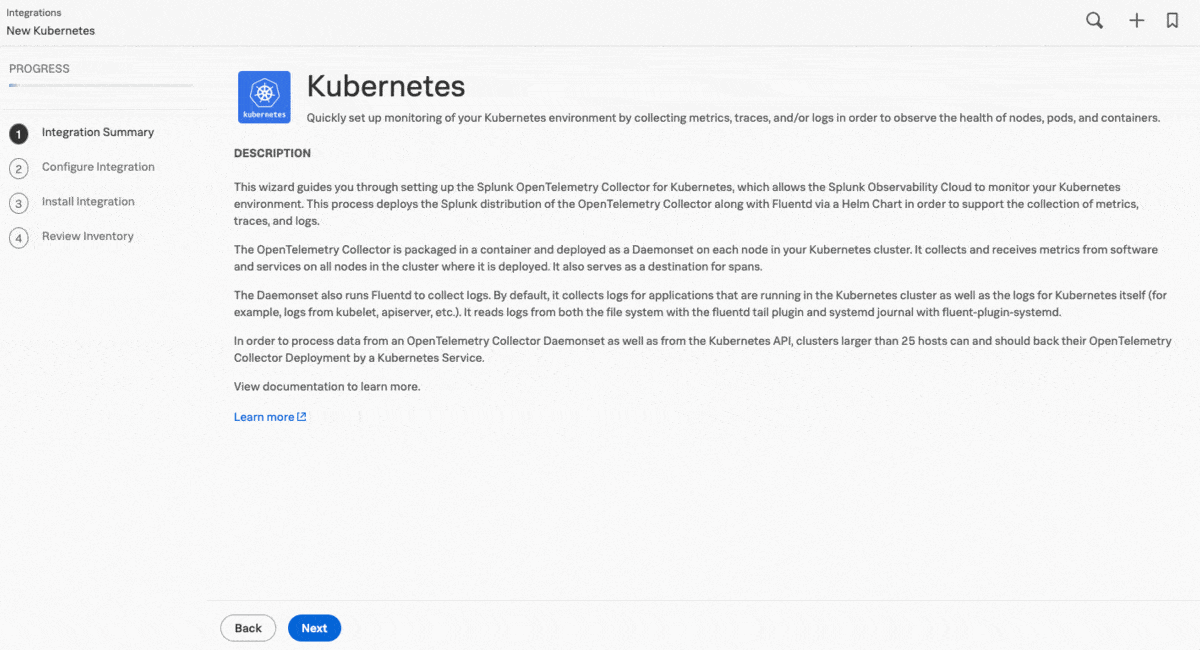 Integrations
New Kubernetes
PROGRESS
1 Integration Summary
2 Configure Integration
3 Install Integration
4 Review Inventory
kubernetes
Kubernetes
Quickly set up monitoring of your Kubernetes environment by collecting metrics, traces, and/or logs in order to observe the health of nodes, pods, and containers.
DESCRIPTION
This wizard guides you through setting up the Splunk OpenTelemetry Collector for Kubernetes, which allows the Splunk Observability Cloud to monitor your Kubernetes
environment. This process deploys the Splunk distribution of the OpenTelemetry Collector along with Fluentd via a Helm Chart in order to support the collection of metrics,
traces, and logs.
The OpenTelemetry Collector is packaged in a container and deployed as a Daemonset on each node in your Kubernetes cluster. It collects and receives metrics from software
and services on all nodes in the cluster where it is deployed. It also serves as a destination for spans.
The Daemonset also runs Fluentd to collect logs. By default, it collects logs for applications that are running in the Kubernetes cluster as well as the logs for Kubernetes itself (for
example, logs from kubelet, apiserver, etc.). It reads logs from both the file system with the fluentd tail plugin and systemd journal with fluent-plugin-systemd.
In order to process data from an OpenTelemetry Collector Daemonset as well as from the Kubernetes API, clusters larger than 25 hosts can and should back their OpenTelemetry
Collector Deployment by a Kubernetes Service.
View documentation to learn more.
Learn more
Back
Next